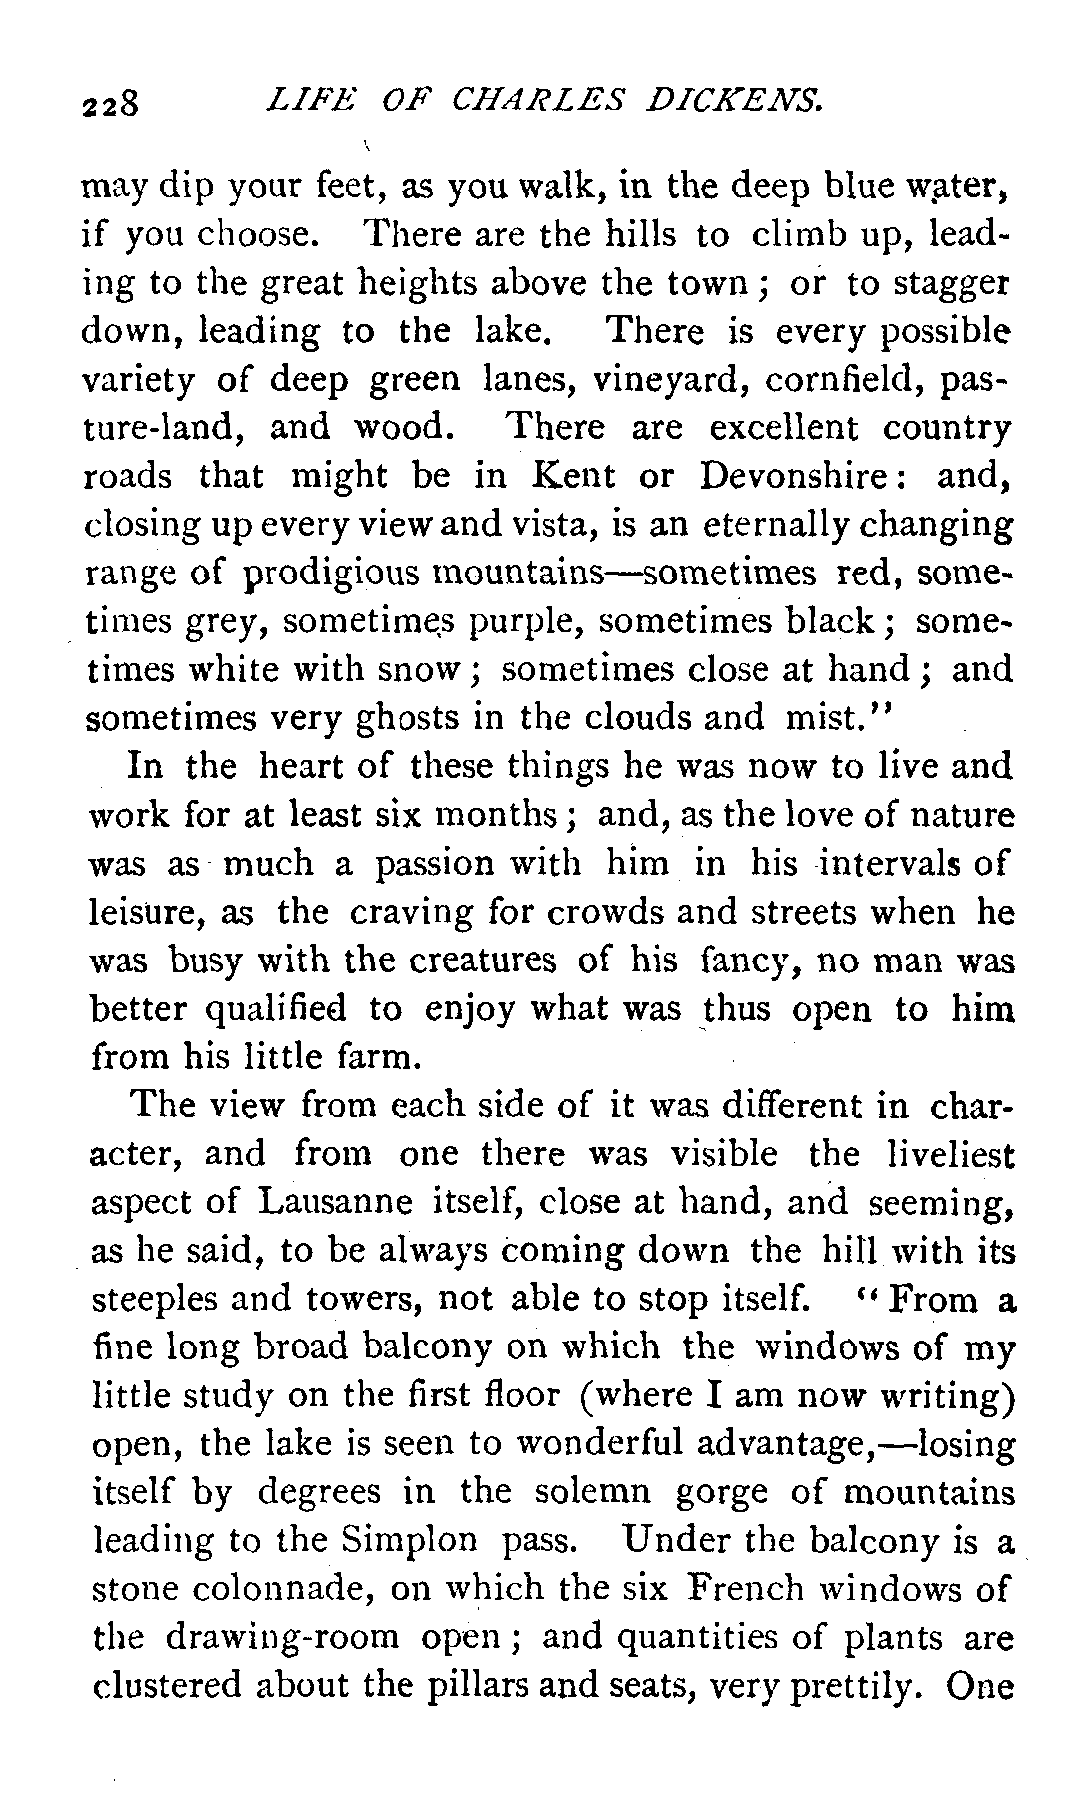 228 LIFE OF CHARLES DICKENS.
may dip your feet, as you walk, in the deep blue water,
if you choose. There are the hills to climb up, lead-
ing to the great heights above the town; or to stagger
down, leading to the lake. There is every possible
variety of deep green lanes, vineyard, cornfield, pas-
ture-land, and wood. There are excellent country
roads that might be in Kent or Devonshire: and,
closing up every view and vista, is an eternally changing
range of prodigious mountains—sometimes red, some-
times grey, sometimes purple, sometimes black; some-
times white with snow; sometimes close at hand; and
sometimes very ghosts in the clouds and mist."
In the heart of these things he was now to live and
work for at least six months; and, as the love of nature
was as much a passion with him in his intervals of
leisure, as the craving for crowds and streets when he
was busy with the creatures of his fancy, no man was
better qualified to enjoy what was thus open to him
from his little farm.
The view from each side of it was different in char-
acter, and from one there was visible the liveliest
aspect of Lausanne itself, close at hand, and seeming,
as he said, to be always coming down the hill with its
steeples and towers, not able to stop itself. "From a
fine long broad balcony on which the windows of my
little study on the first floor (where I am now writing)
open, the lake is seen to wonderful advantage,—losing
itself by degrees in the solemn gorge of mountains
leading to the Simplon pass. Under the balcony is a
stone colonnade, on which the six French windows of
the drawing-room open; and quantities of plants are
clustered about the pillars and seats, very prettily. One